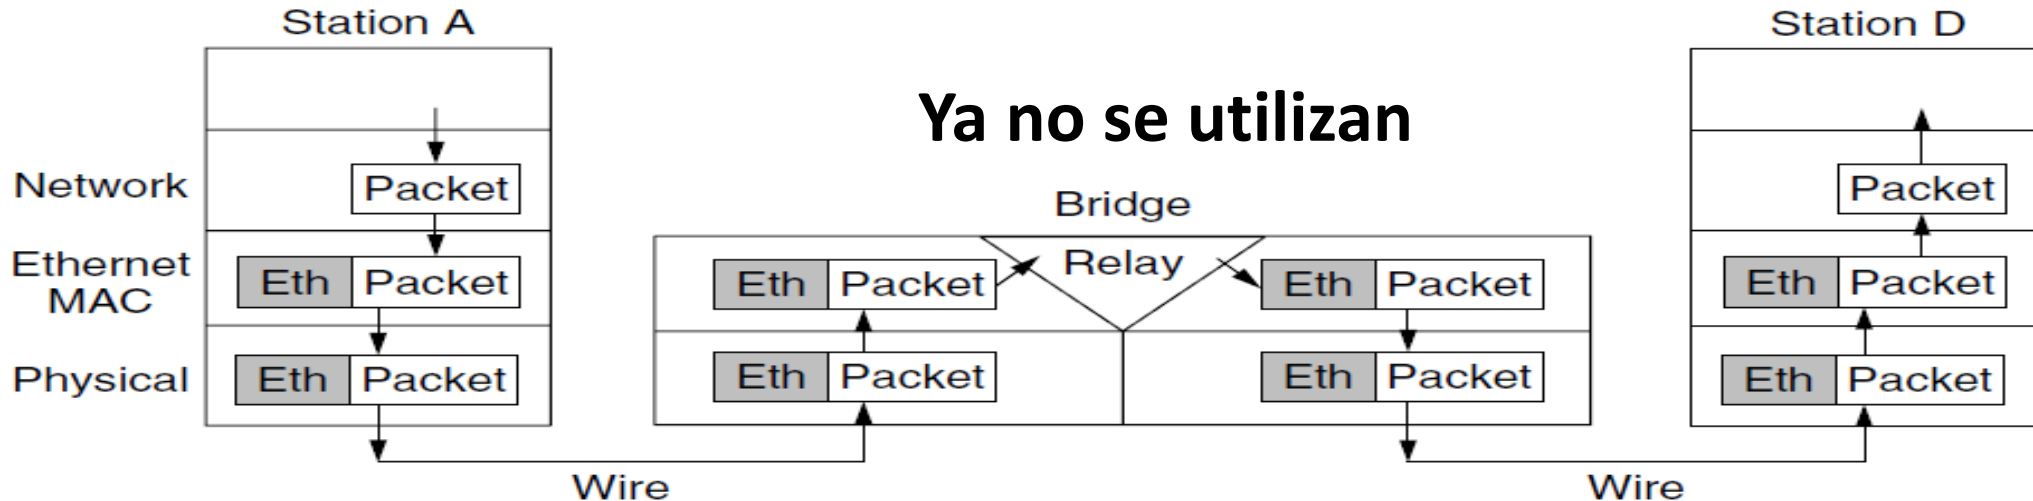 Station A
Station D
Ya no se utilizan
Network
Packet
Packet
Bridge
Ethernet
MAC
Eth
Packet
Eth
Packet
Relay
Eth
Packet
Eth
Packet
Physical
Eth
Packet
Eth
Packet
Eth
Packet
Eth
Packet
Wire
Wire